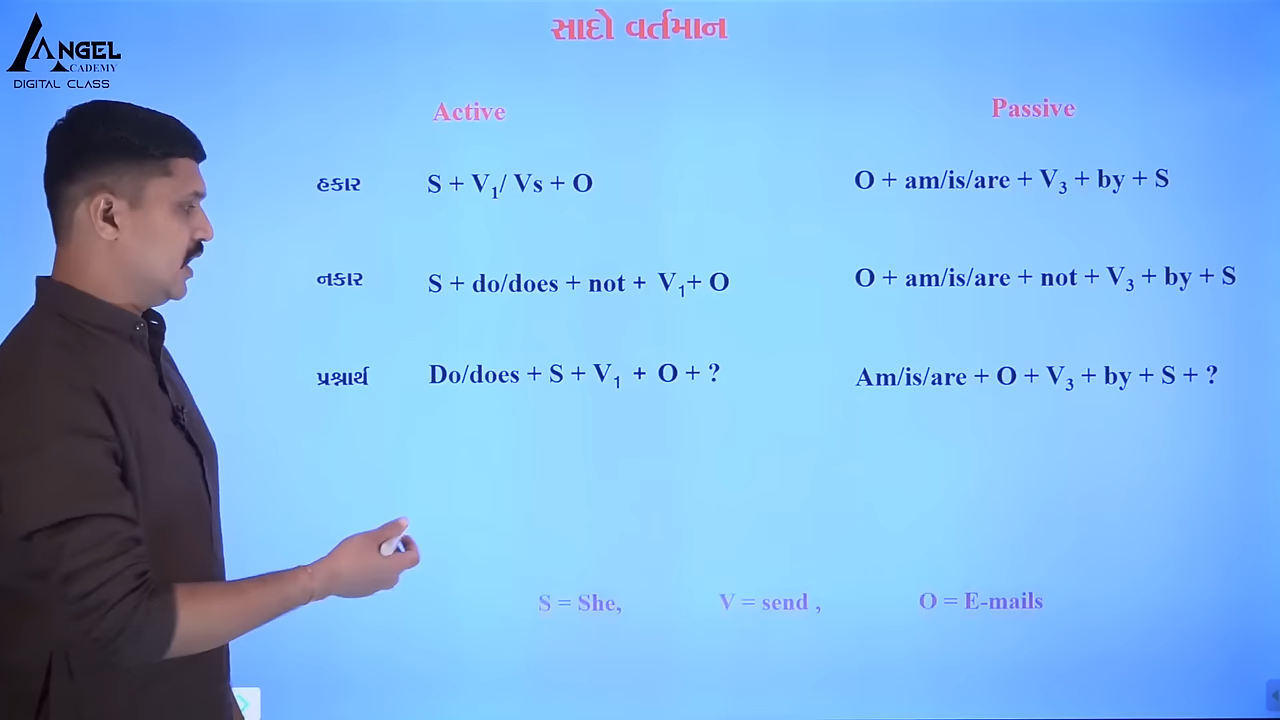 ANGEL
ACADEMY
DIGITAL CLASS
સાદો વર્તમાન
Active Passive
હકાર S + V₁/ Vs + O O + am/is/are + V₃ + by + S
નકાર S + do/does + not + V₁+ O O + am/is/are + not + V₃ + by + S
પ્રશ્નાર્થ Do/does + S + V₁ + O + ? Am/is/are + O + V₃ + by + S + ?
S = She, V = send , O = E-mails